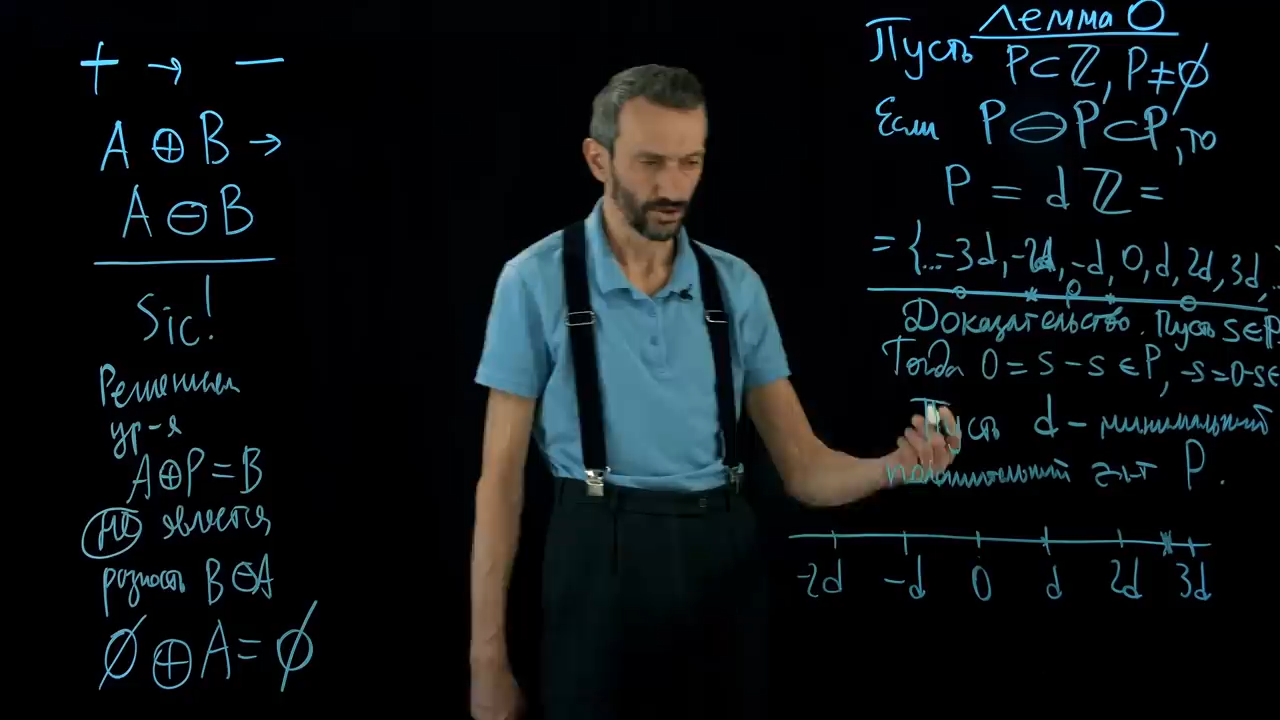 + → −
A ⊕ B →
A ⊖ B
Sic!
Решением
ур-я
A⊕P=B
не является
разность B⊖A
∅ ⊕ A = ∅
Лемма 0
Пусть P⊂ℤ, P≠∅
Если P⊖P⊂P, то
P = dℤ =
= {...-3d, -2d, -d, 0, d, 2d, 3d, ..
Доказательство. Пусть s∈P.
Тогда 0 = s − s ∈ P, -s=0-s∈
Пусть d − минимальный
положительный эл-т P.
-2d -d 0 d 2d 3d